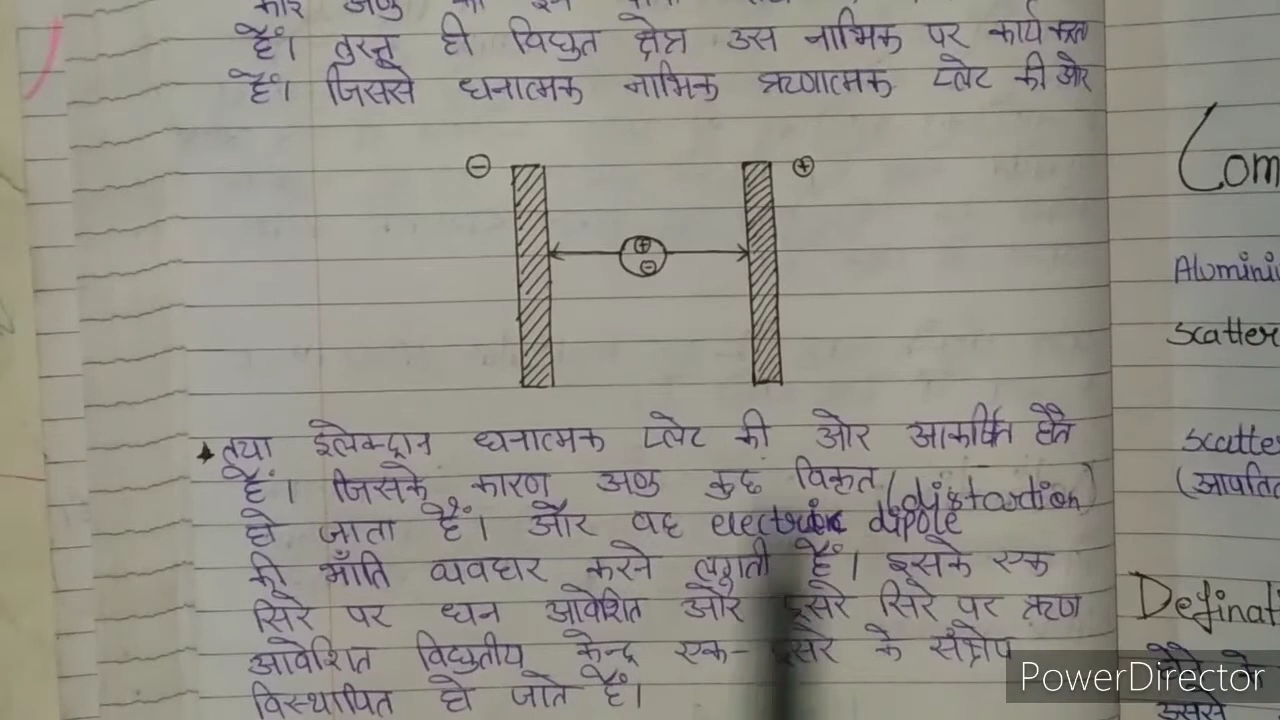 है। तुरन्त ही विद्युत क्षेत्र उस नाभिक पर कार्य करता
है। जिससे धनात्मक नाभिक ऋणात्मक प्लेट की ओर
⊖ ⊕
⊕
⊖
तथा इलेक्ट्रान धनात्मक प्लेट की ओर आकर्षित होते
है। जिसके कारण अणु कुछ विकृत (distortion)
हो जाता है। और वह electric dipole
की भाँति व्यवहार करने लगती है। इसके एक
सिरे पर धन आवेशित और दूसरे सिरे पर ऋण
आवेशित विद्युतीय केन्द्र एक-दूसरे के सापेक्ष
विस्थापित हो जाते है।
Com
Alumini
Scatter
Scatte
(आपतित
Definat
PowerDirector